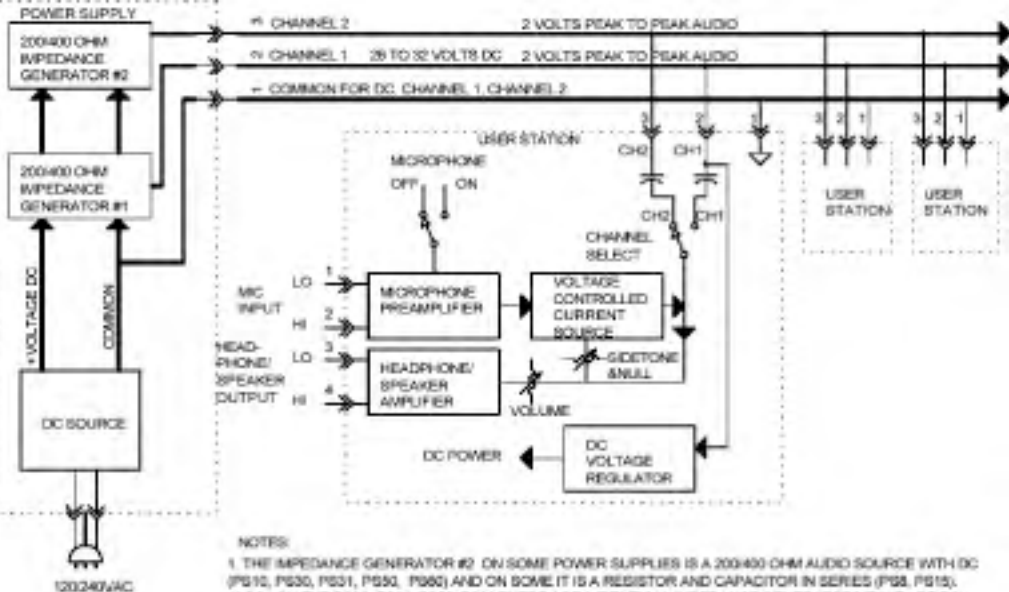 POWER SUPPLY
200/400 OHM
IMPEDANCE
GENERATOR #2
200/400 OHM
IMPEDANCE
GENERATOR #1
+VOLTAGE DC
COMMON
DC SOURCE
120/240VAC
3 CHANNEL 2 2 VOLTS PEAK TO PEAK AUDIO
2 CHANNEL 1 26 TO 32 VOLTS DC 2 VOLTS PEAK TO PEAK AUDIO
1 COMMON FOR DC, CHANNEL 1, CHANNEL 2
USER STATION
3 2 1
CH2 CH1
CH2 CH1
CHANNEL
SELECT
MICROPHONE
OFF ON
MIC
INPUT
LO 1
HI 2
MICROPHONE
PREAMPLIFIER
VOLTAGE
CONTROLLED
CURRENT
SOURCE
HEAD-
PHONE/
SPEAKER
OUTPUT
LO 3
HI 4
HEADPHONE/
SPEAKER
AMPLIFIER
SIDETONE
&NULL
VOLUME
DC POWER
DC
VOLTAGE
REGULATOR
3 2 1
USER
STATION
3 2 1
USER
STATION
NOTES:
1. THE IMPEDANCE GENERATOR #2 ON SOME POWER SUPPLIES IS A 200/400 OHM AUDIO SOURCE WITH DC
(PS10, PS30, PS31, PS50, PS60) AND ON SOME IT IS A RESISTOR AND CAPACITOR IN SERIES (PS8, PS15).